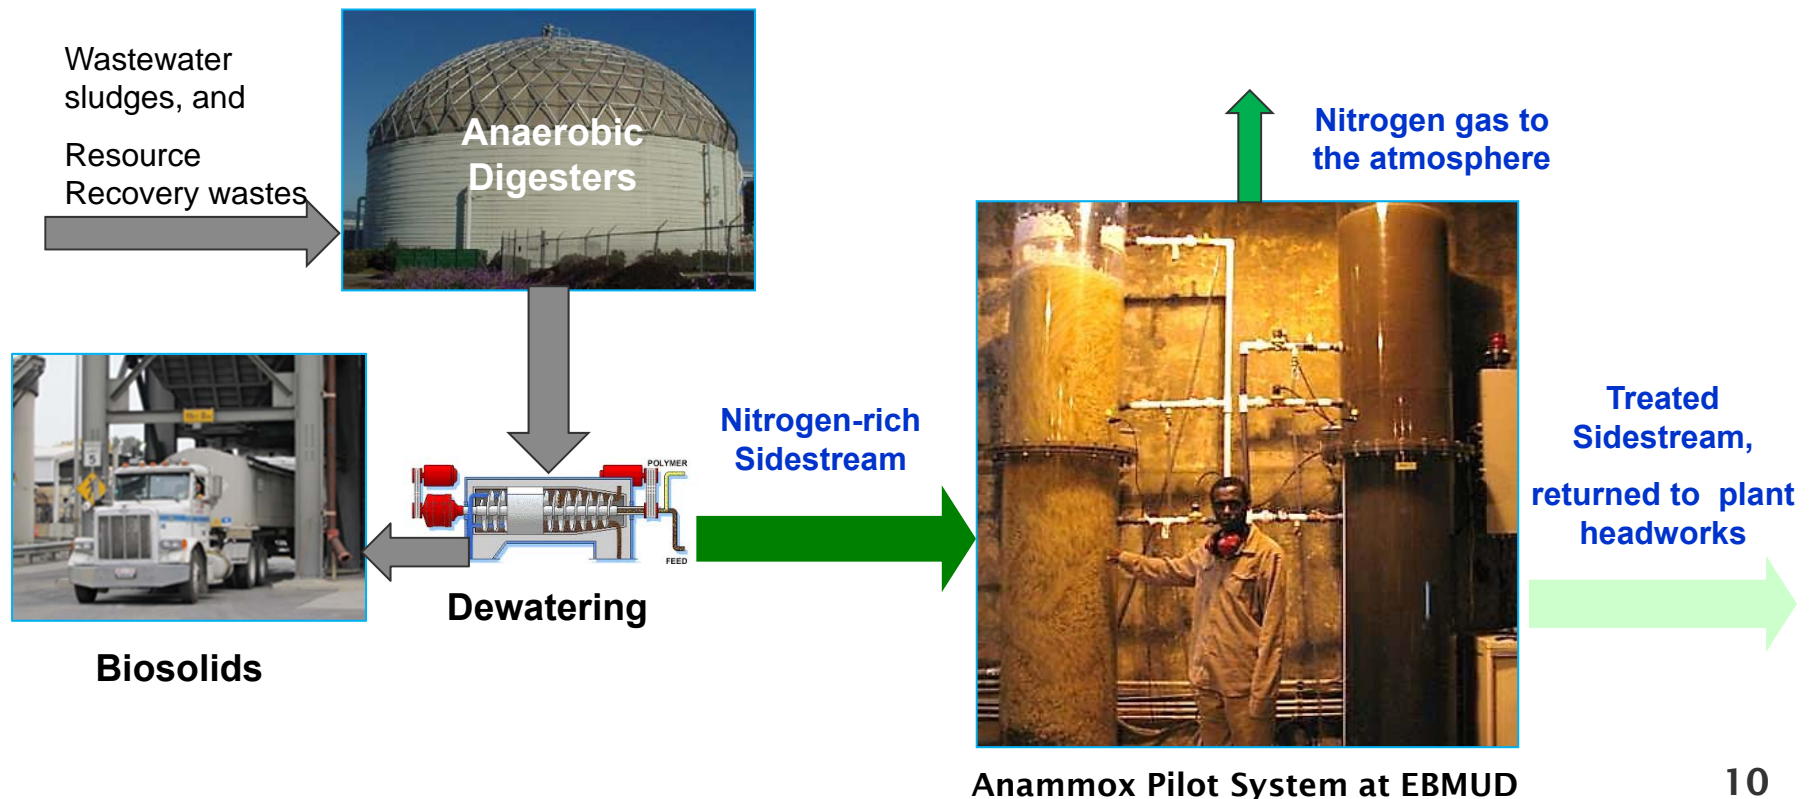 Wastewater
sludges, and
Resource
Recovery wastes
Anaerobic
Digesters
Nitrogen gas to
the atmosphere
Nitrogen-rich
Sidestream
POLYMER
FEED
Dewatering
Biosolids
5
Treated
Sidestream,
returned to plant
headworks
Anammox Pilot System at EBMUD
10